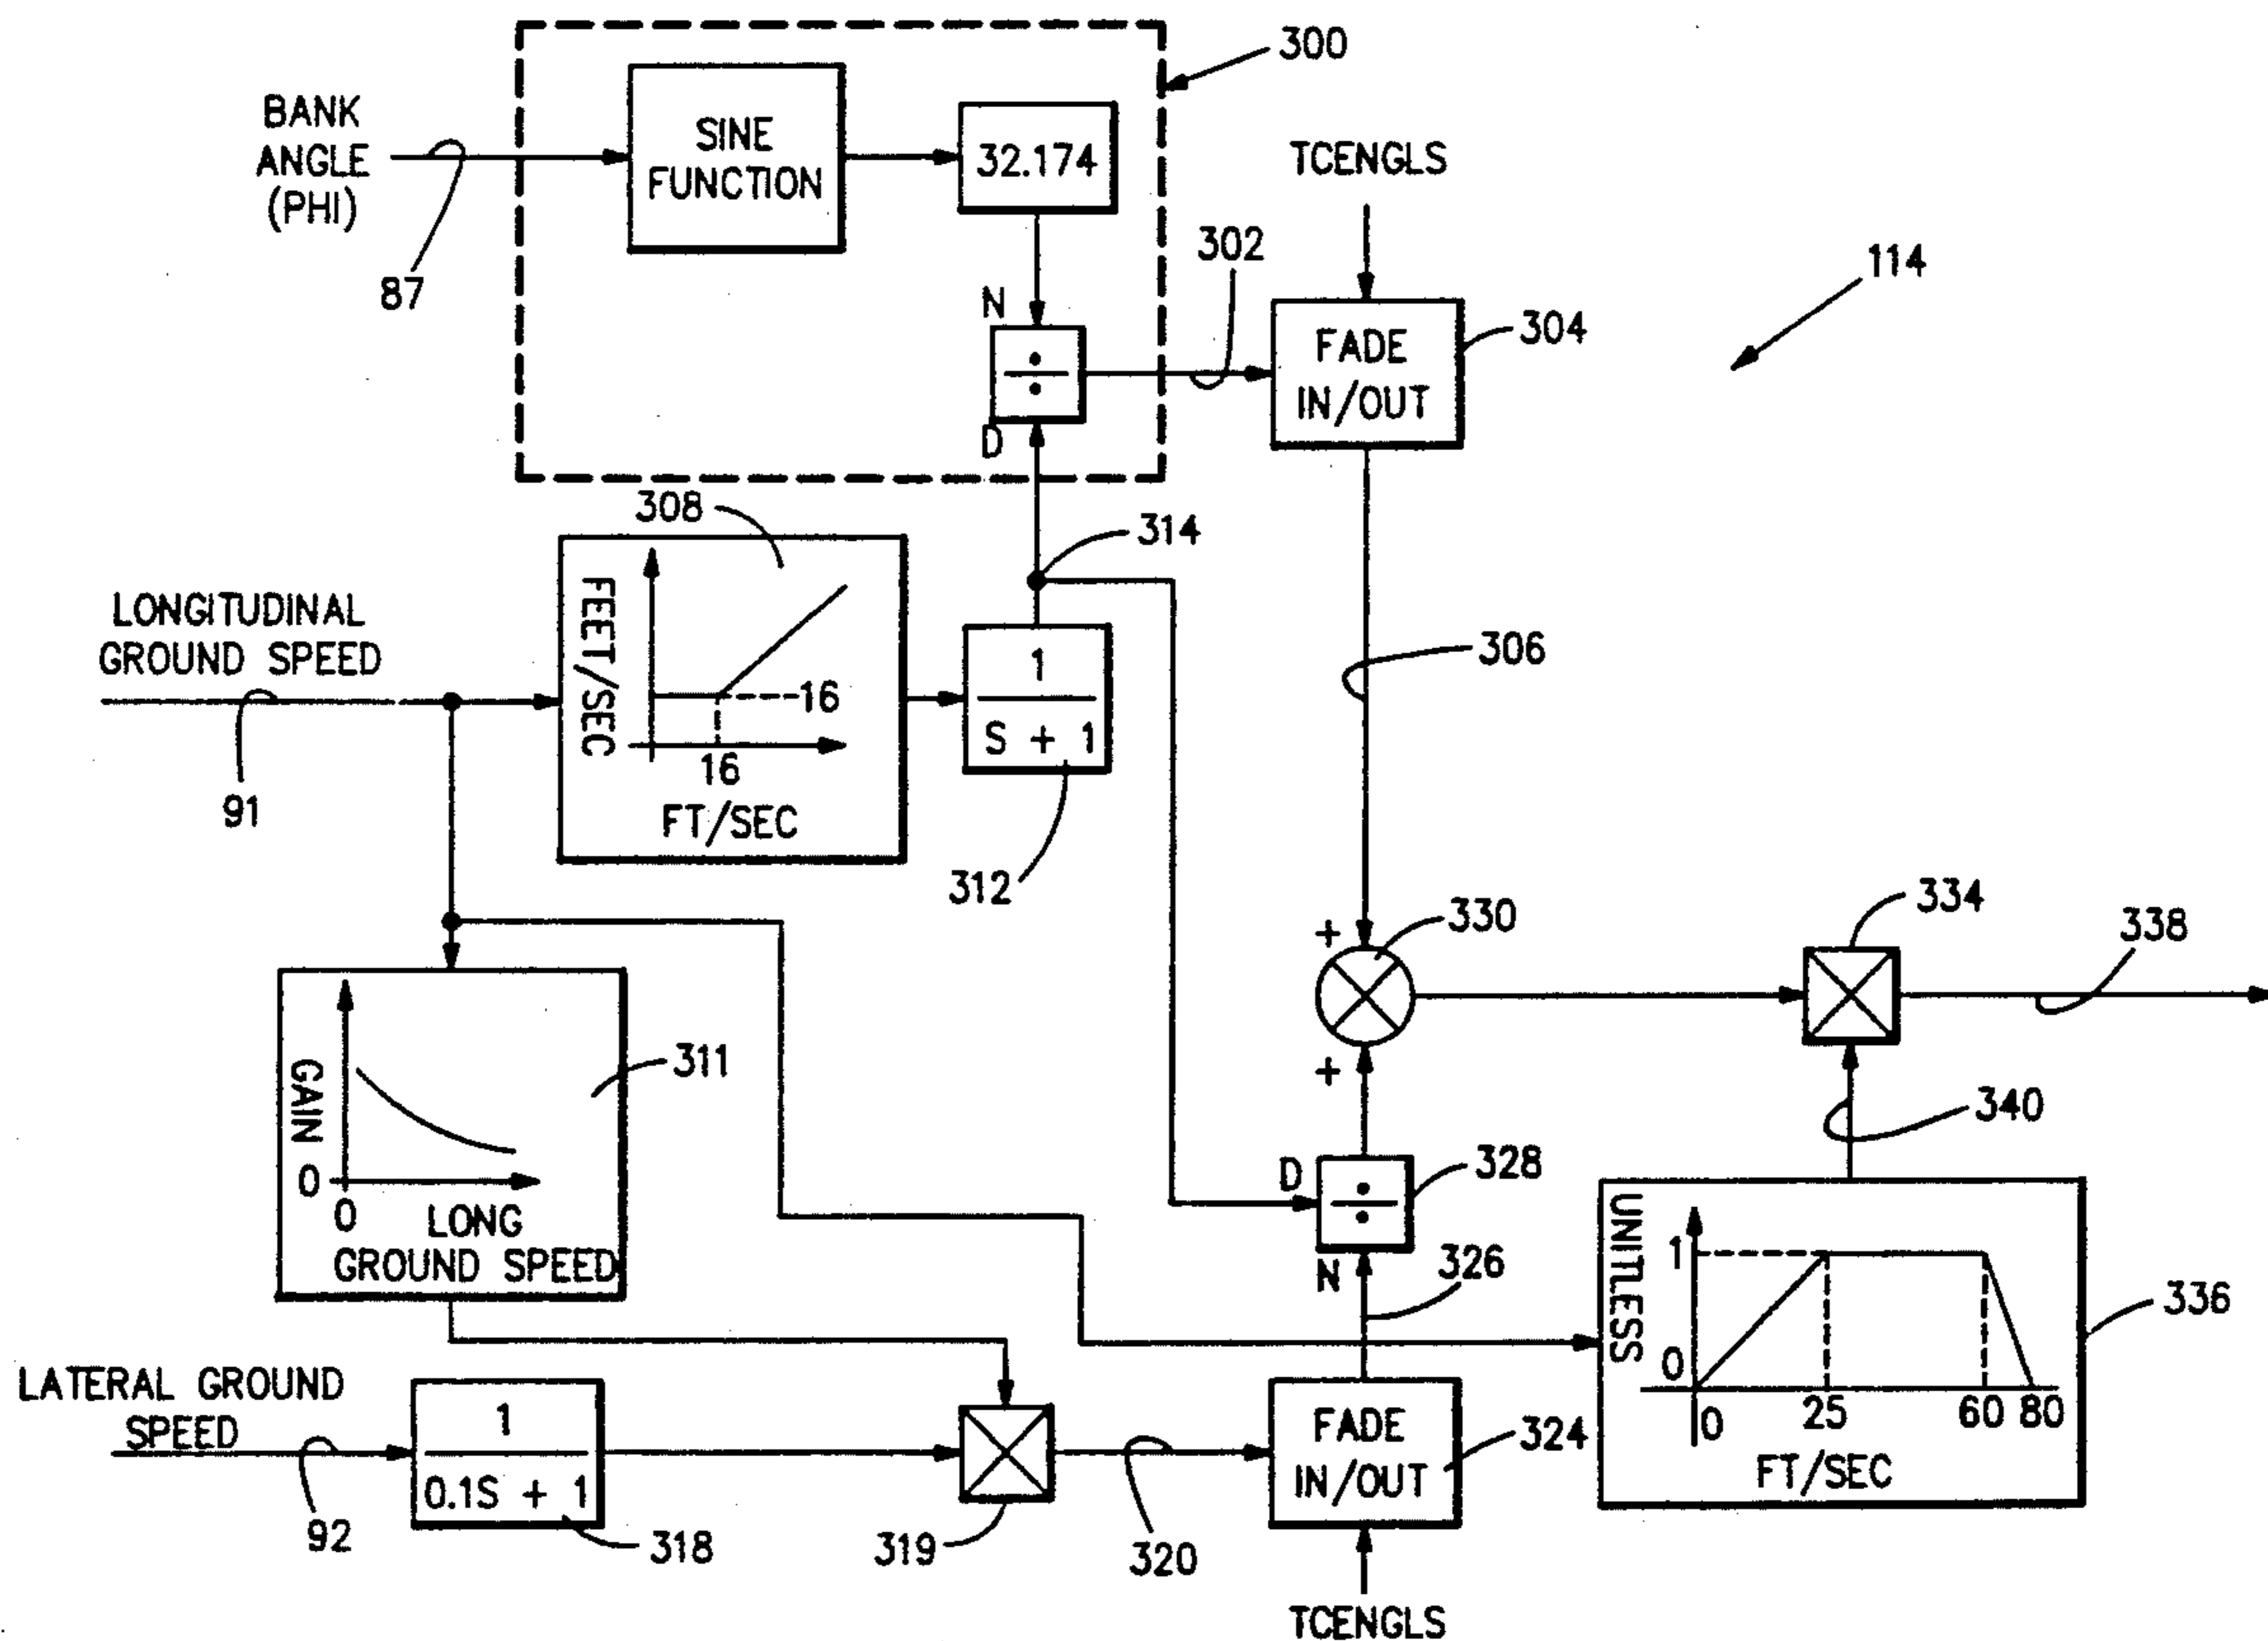 300
BANK
ANGLE
(PHI)
SINE
FUNCTION
32.174
TCENGLS
87
302
114
N
÷
D
FADE
IN/OUT
304
308
314
LONGITUDINAL
GROUND SPEED
FEET/SEC
16
16
FT/SEC
1
S + 1
306
91
312
330
334
338
+
+
GAIN
0
0
LONG
GROUND SPEED
311
340
D
÷
N
328
326
UNITLESS
1
0
0
25
60
80
FT/SEC
336
LATERAL GROUND
SPEED
1
0.1S + 1
FADE
IN/OUT
324
92
318
319
320
TCENGLS